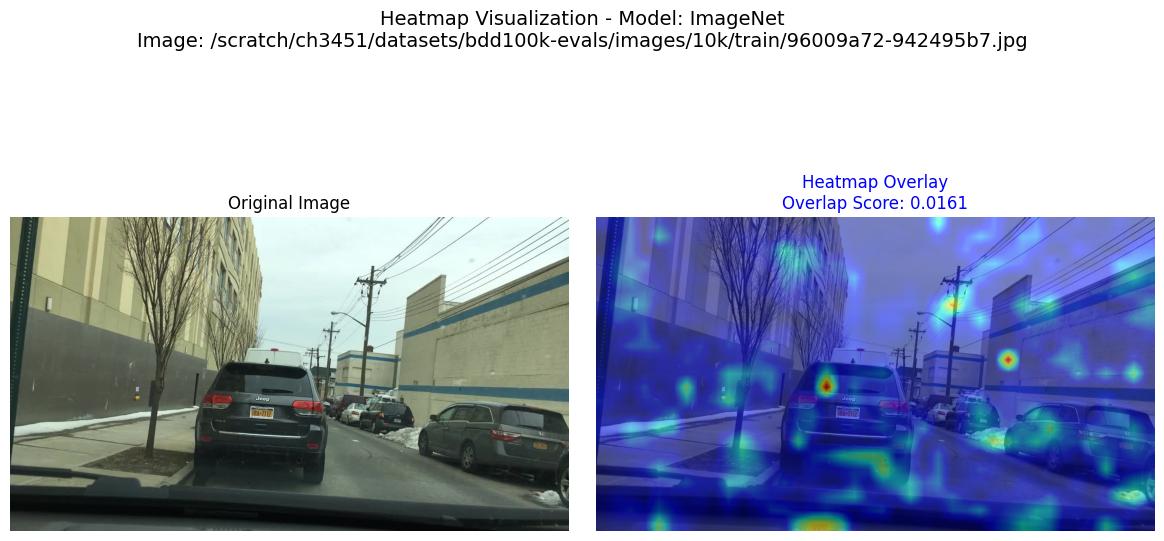 Heatmap Visualization - Model: ImageNet
Image: /scratch/ch3451/datasets/bdd100k-evals/images/10k/train/96009a72-942495b7.jpg
Original Image
Heatmap Overlay
Overlap Score: 0.0161
Jeep